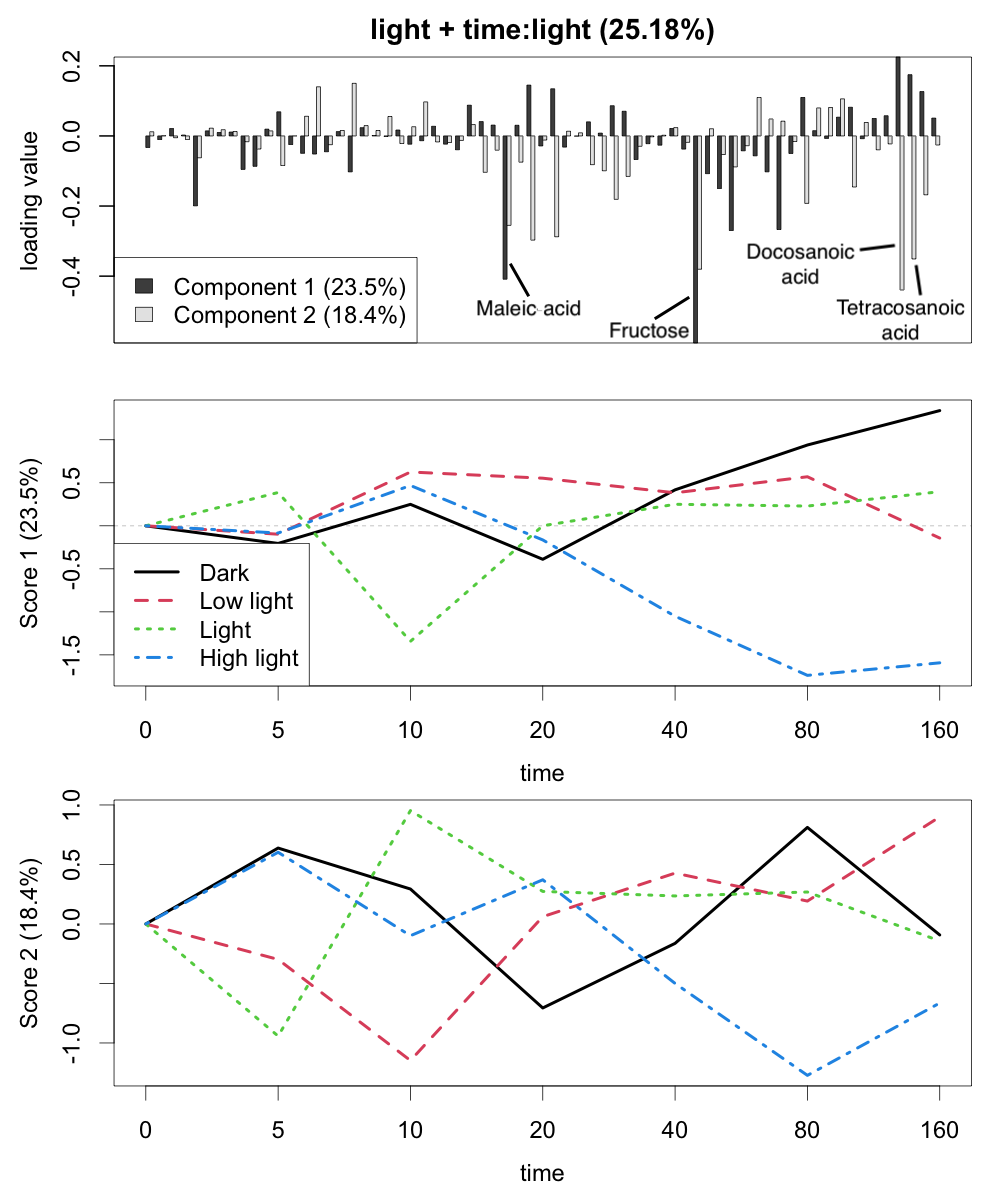 light + time:light (25.18%)
loading value
0.2
0.0
-0.2
-0.4
Component 1 (23.5%)
Component 2 (18.4%)
Maleic acid
Fructose
Docosanoic
acid
Tetracosanoic
acid
Score 1 (23.5%)
0.5
-0.5
-1.5
Dark
Low light
Light
High light
0 5 10 20 40 80 160
time
Score 2 (18.4%)
1.0
0.5
0.0
-1.0
0 5 10 20 40 80 160
time